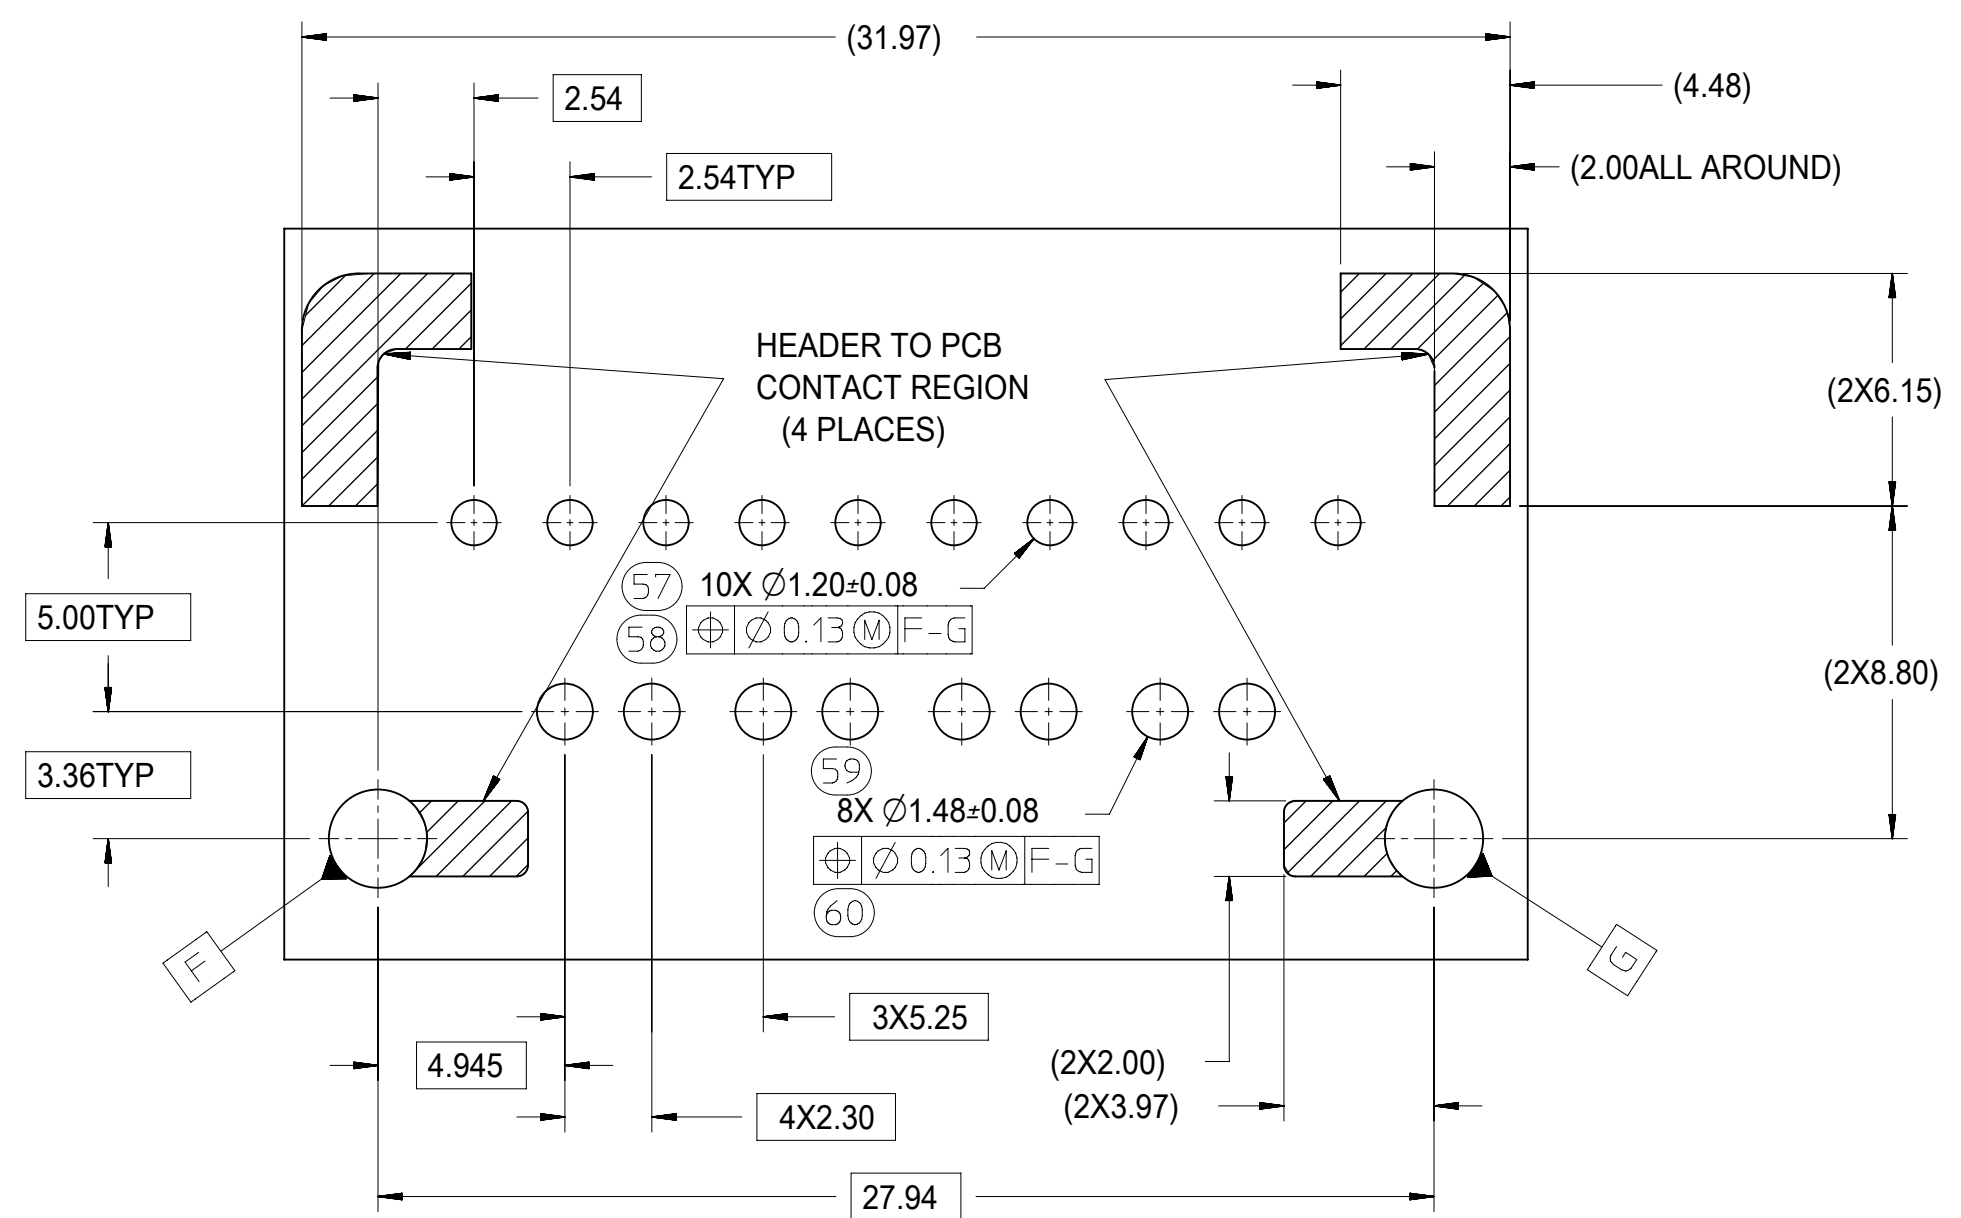 (31.97)
2.54
(4.48)
2.54TYP
(2.00ALL AROUND)
HEADER TO PCB
CONTACT REGION
(4 PLACES)
(2X6.15)
57
10X ∅1.20±0.08
58
⌖ ∅ 0.13 Ⓜ F-G
5.00TYP
(2X8.80)
3.36TYP
59
8X ∅1.48±0.08
⌖ ∅ 0.13 Ⓜ F-G
60
F
G
3X5.25
4.945
(2X2.00)
(2X3.97)
4X2.30
27.94